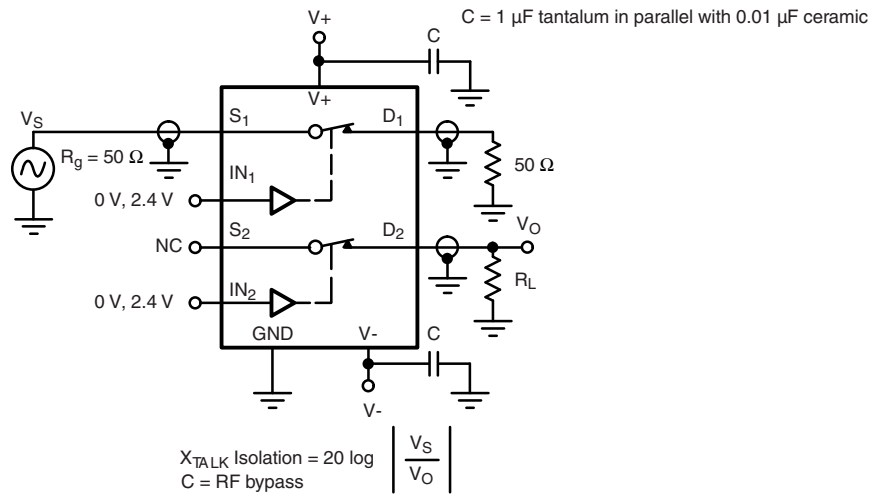 V+
C = 1 µF tantalum in parallel with 0.01 µF ceramic
C
V+
VS
S1
D1
Rg = 50 Ω
50 Ω
IN1
0 V, 2.4 V
S2
D2
VO
NC
RL
IN2
0 V, 2.4 V
GND
V-
C
V-
XTALK Isolation = 20 log | VS / VO |
C = RF bypass